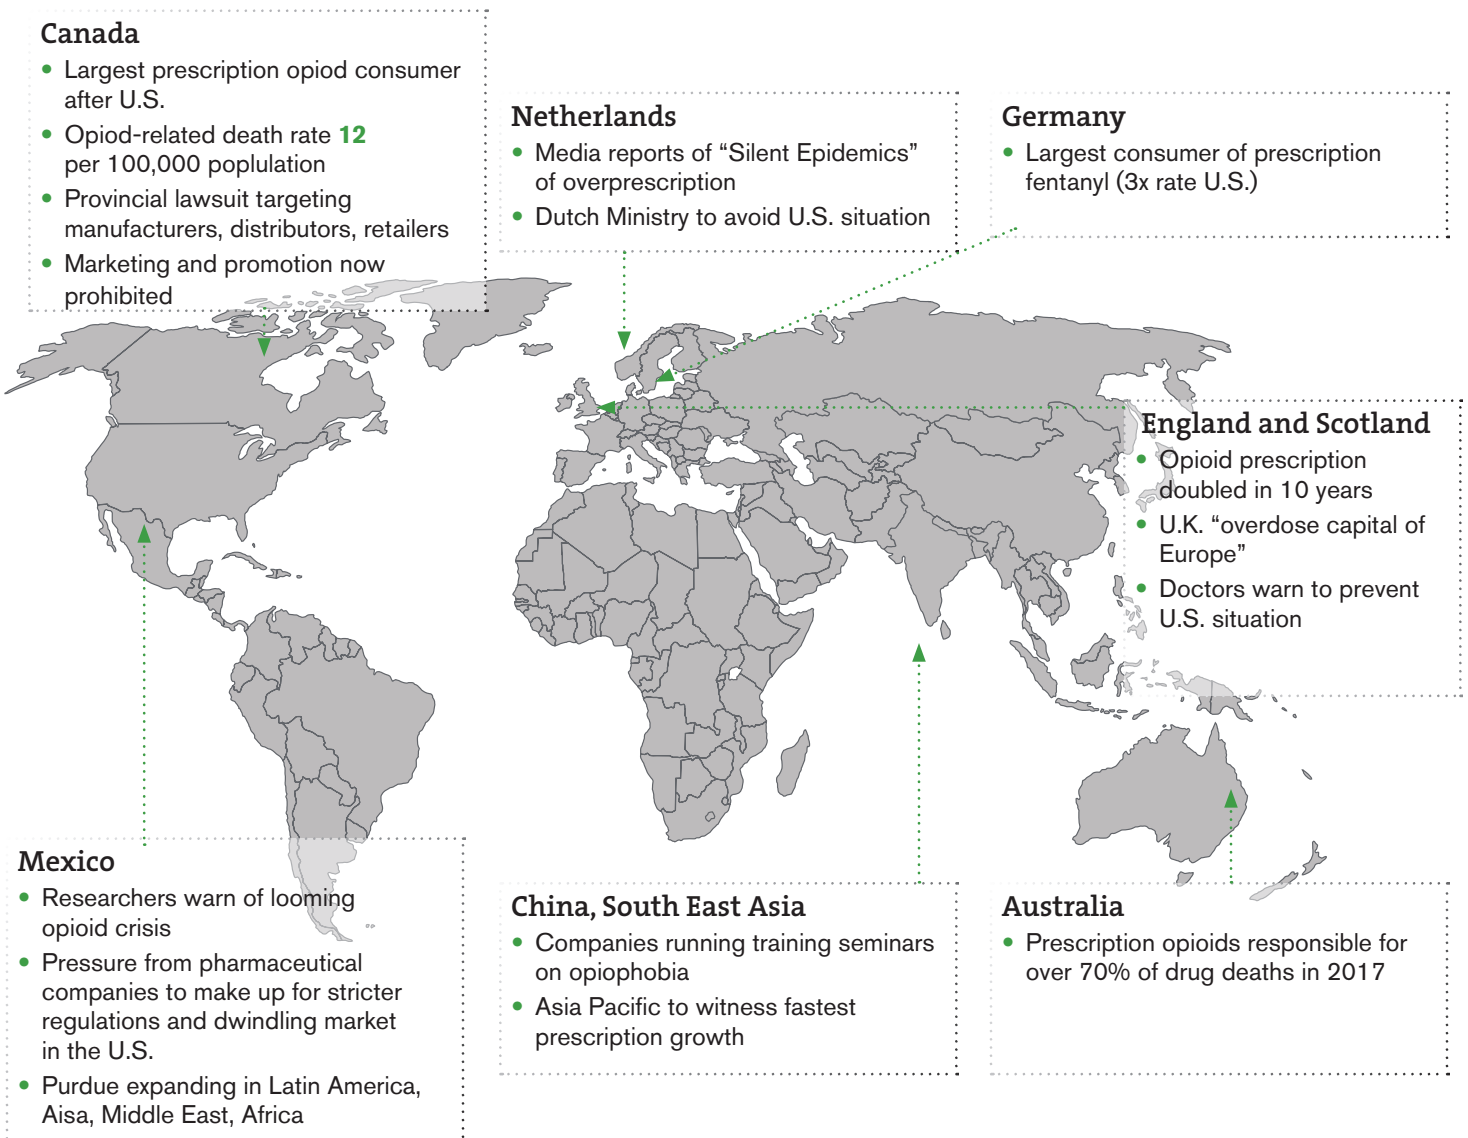 Canada
• Largest prescription opiod consumer
after U.S.
• Opiod-related death rate 12
per 100,000 poplulation
• Provincial lawsuit targeting
manufacturers, distributors, retailers
• Marketing and promotion now
prohibited
Netherlands
• Media reports of “Silent Epidemics”
of overprescription
• Dutch Ministry to avoid U.S. situation
Germany
• Largest consumer of prescription
fentanyl (3x rate U.S.)
England and Scotland
• Opioid prescription
doubled in 10 years
• U.K. “overdose capital of
Europe”
• Doctors warn to prevent
U.S. situation
Mexico
• Researchers warn of looming
opioid crisis
• Pressure from pharmaceutical
companies to make up for stricter
regulations and dwindling market
in the U.S.
• Purdue expanding in Latin America,
Aisa, Middle East, Africa
China, South East Asia
• Companies running training seminars
on opiophobia
• Asia Pacific to witness fastest
prescription growth
Australia
• Prescription opioids responsible for
over 70% of drug deaths in 2017